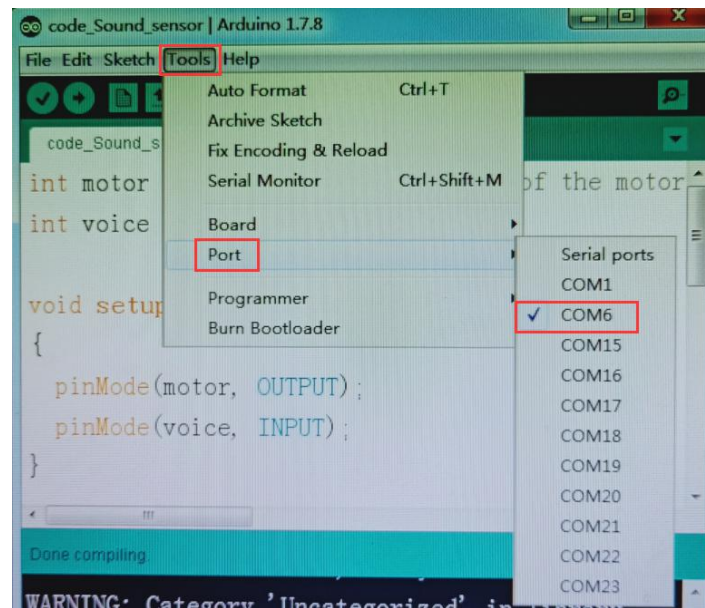 code_Sound_sensor | Arduino 1.7.8
File Edit Sketch Tools Help
code_Sound_s
Auto Format Ctrl+T
Archive Sketch
Fix Encoding & Reload
Serial Monitor Ctrl+Shift+M
Board
Port
Programmer
Burn Bootloader
Serial ports
COM1
✓ COM6
COM15
COM16
COM17
COM18
COM19
COM20
COM21
COM22
COM23
int motor of the motor
int voice
void setup
{
pinMode(motor, OUTPUT);
pinMode(voice, INPUT);
}
Done compiling.
WARNING: Category 'Uncategorized' in